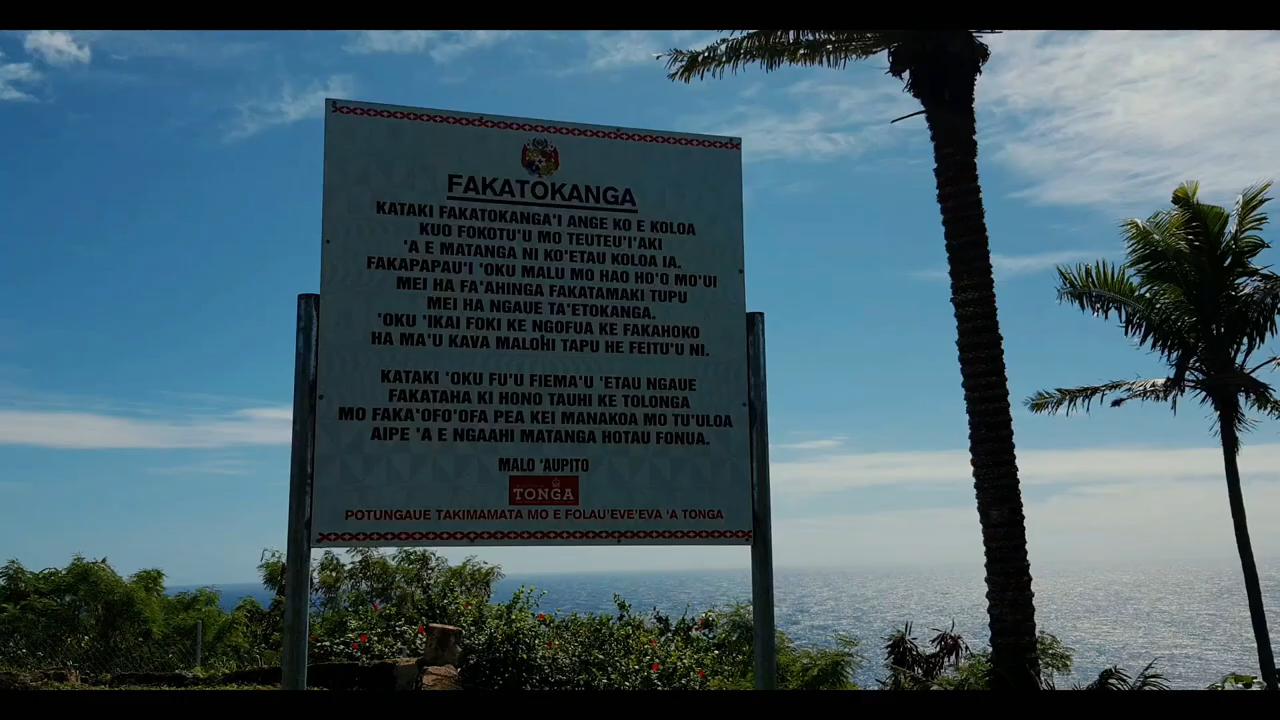 FAKATOKANGA
KATAKI FAKATOKANGA'I ANGE KO E KOLOA
KUO FOKOTU'U MO TEUTEU'I'AKI
'A E MATANGA NI KO'ETAU KOLOA IA.
FAKAPAPAU'I 'OKU MALU MO HAO HO'O MO'UI
MEI HA FA'AHINGA FAKATAMAKI TUPU
MEI HA NGAUE TA'ETOKANGA.
'OKU 'IKAI FOKI KE NGOFUA KE FAKAHOKO
HA MA'U KAVA MALOHI TAPU HE FEITU'U NI.
KATAKI 'OKU FU'U FIEMA'U 'ETAU NGAUE
FAKATAHA KI HONO TAUHI KE TOLONGA
MO FAKA'OFO'OFA PEA KEI MANAKOA MO TU'ULOA
AIPE 'A E NGAAHI MATANGA HOTAU FONUA.
MALO 'AUPITO
TONGA
POTUNGAUE TAKIMAMATA MO E FOLAU'EVE'EVA 'A TONGA